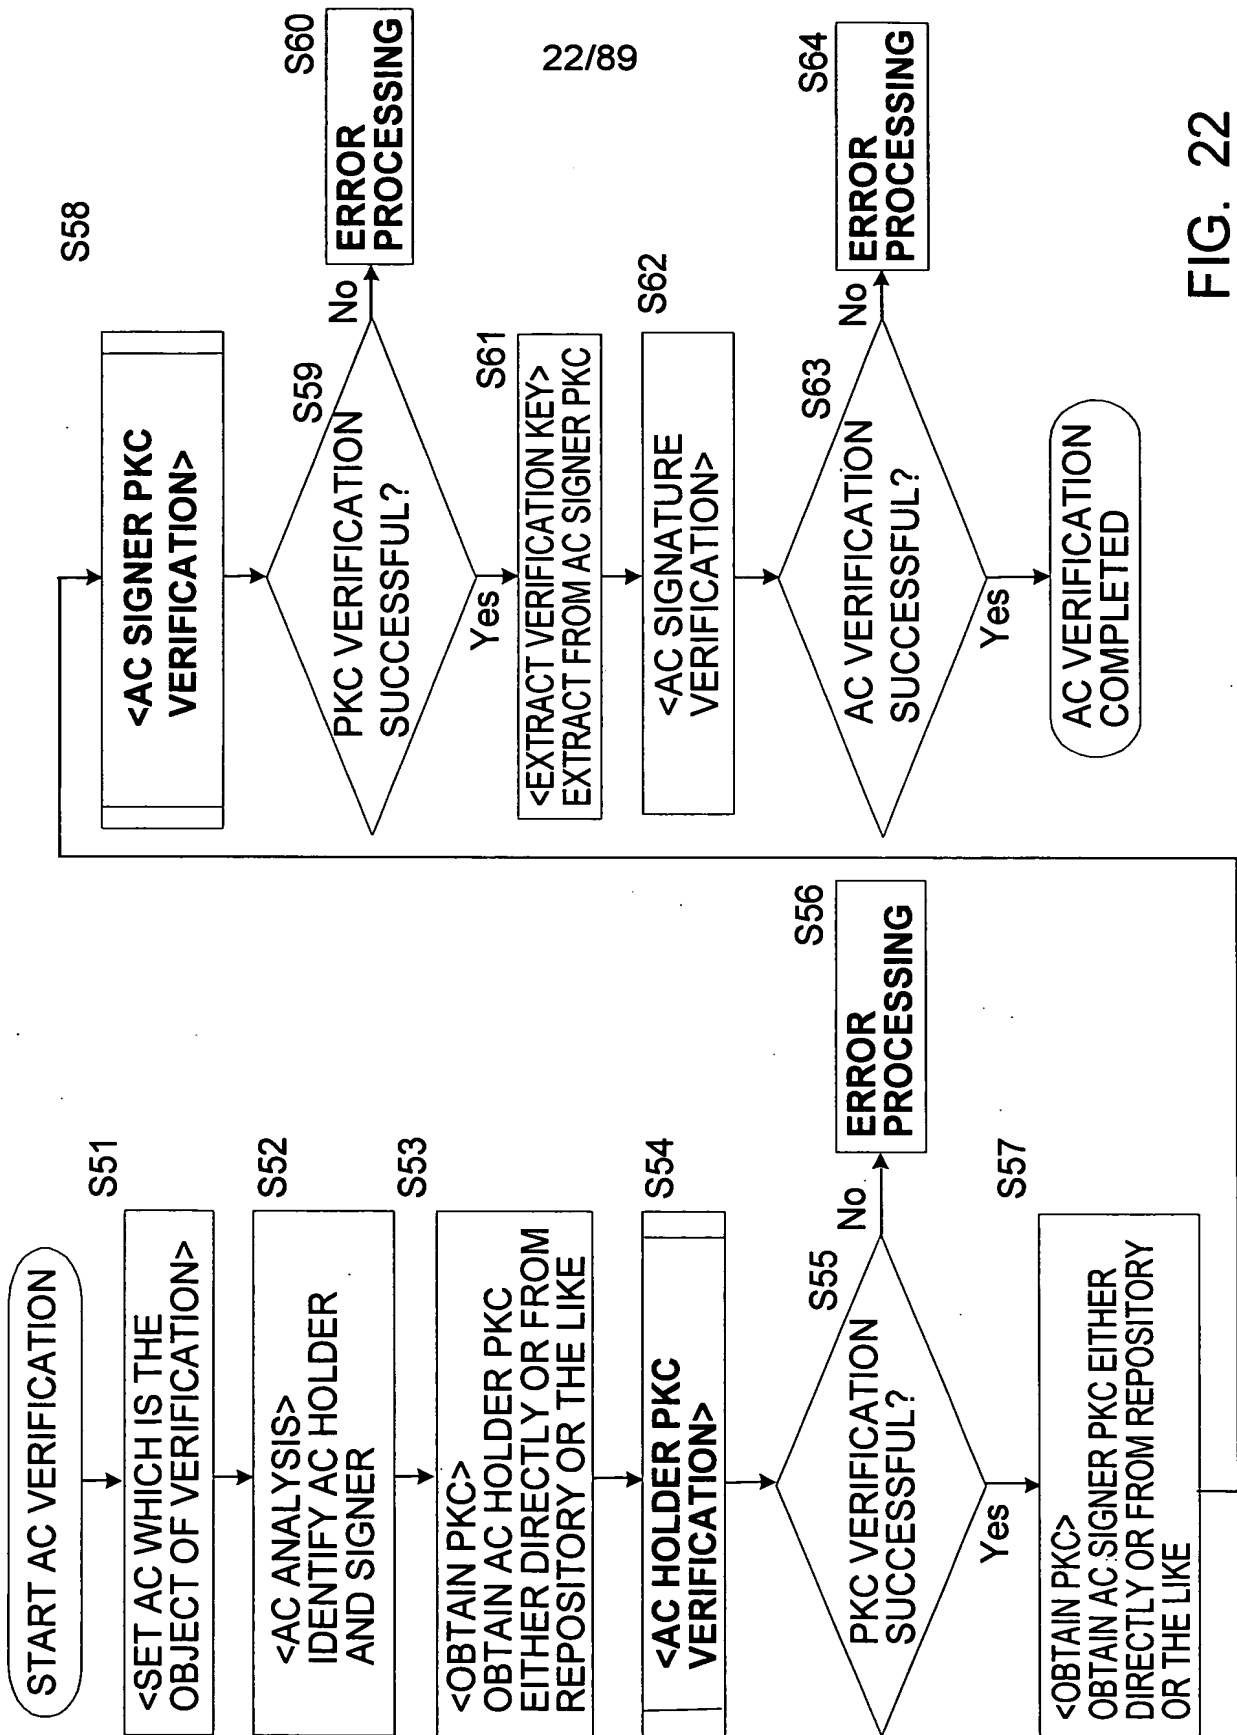 22/89
START AC VERIFICATION
S51
<SET AC WHICH IS THE
OBJECT OF VERIFICATION>
S52
<AC ANALYSIS>
IDENTIFY AC HOLDER
AND SIGNER
S53
<OBTAIN PKC>
OBTAIN AC HOLDER PKC
EITHER DIRECTLY OR FROM
REPOSITORY OR THE LIKE
S54
<AC HOLDER PKC
VERIFICATION>
S55
PKC VERIFICATION
SUCCESSFUL?
No
S56
ERROR
PROCESSING
Yes
S57
<OBTAIN PKC>
OBTAIN AC SIGNER PKC EITHER
DIRECTLY OR FROM REPOSITORY
OR THE LIKE
S58
<AC SIGNER PKC
VERIFICATION>
S59
PKC VERIFICATION
SUCCESSFUL?
No
S60
ERROR
PROCESSING
Yes
S61
<EXTRACT VERIFICATION KEY>
EXTRACT FROM AC SIGNER PKC
S62
<AC SIGNATURE
VERIFICATION>
S63
AC VERIFICATION
SUCCESSFUL?
No
S64
ERROR
PROCESSING
Yes
AC VERIFICATION
COMPLETED
FIG. 22